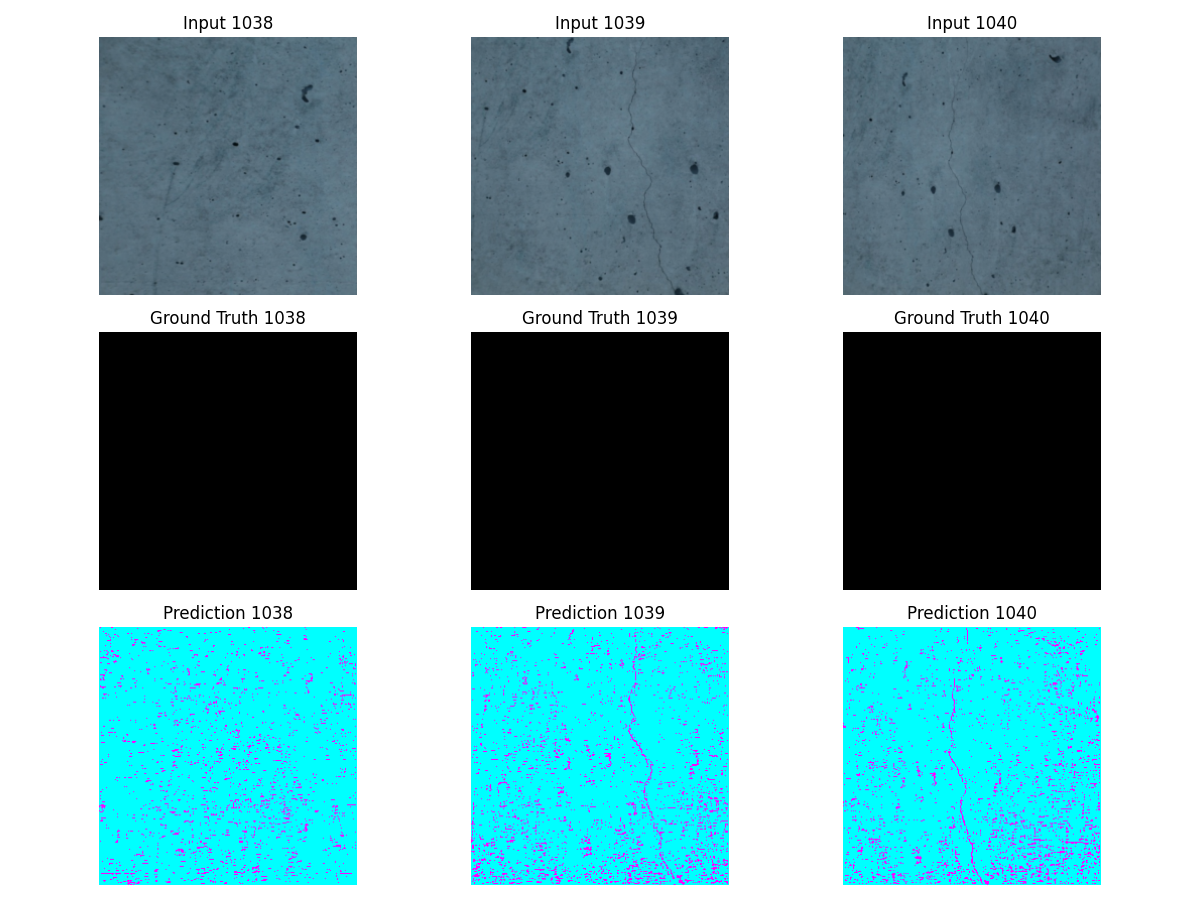 Input 1038
Input 1039
Input 1040
Ground Truth 1038
Ground Truth 1039
Ground Truth 1040
Prediction 1038
Prediction 1039
Prediction 1040